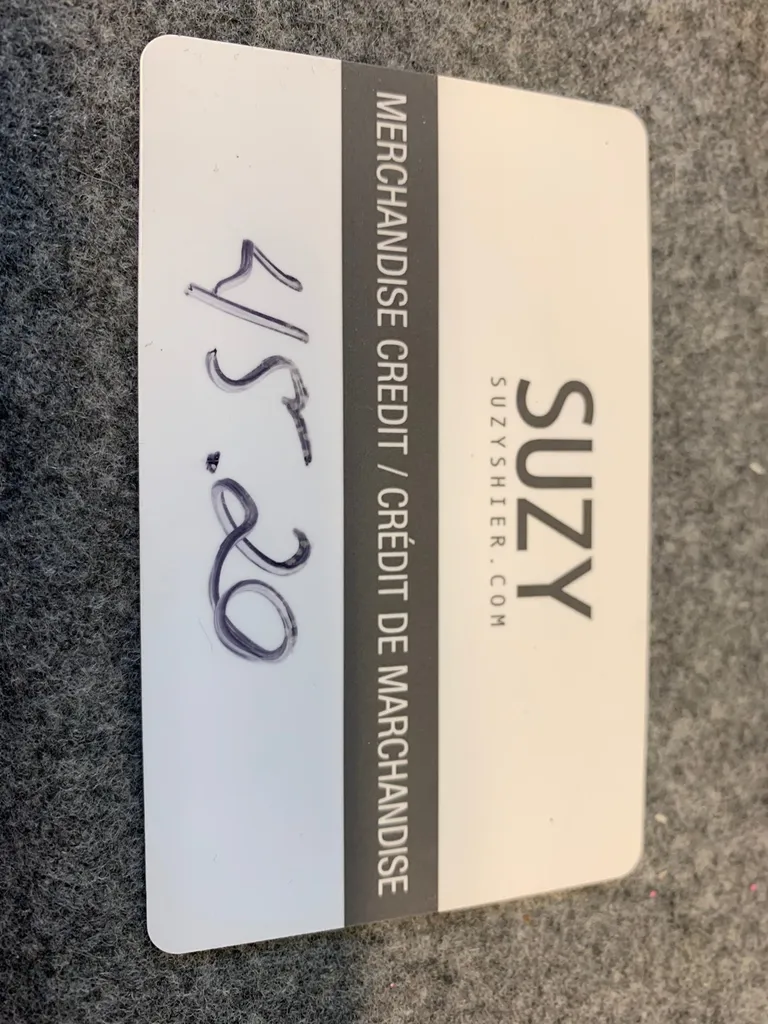 SUZY
SUZYSHIER.COM
MERCHANDISE CREDIT / CRÉDIT DE MARCHANDISE
45.20